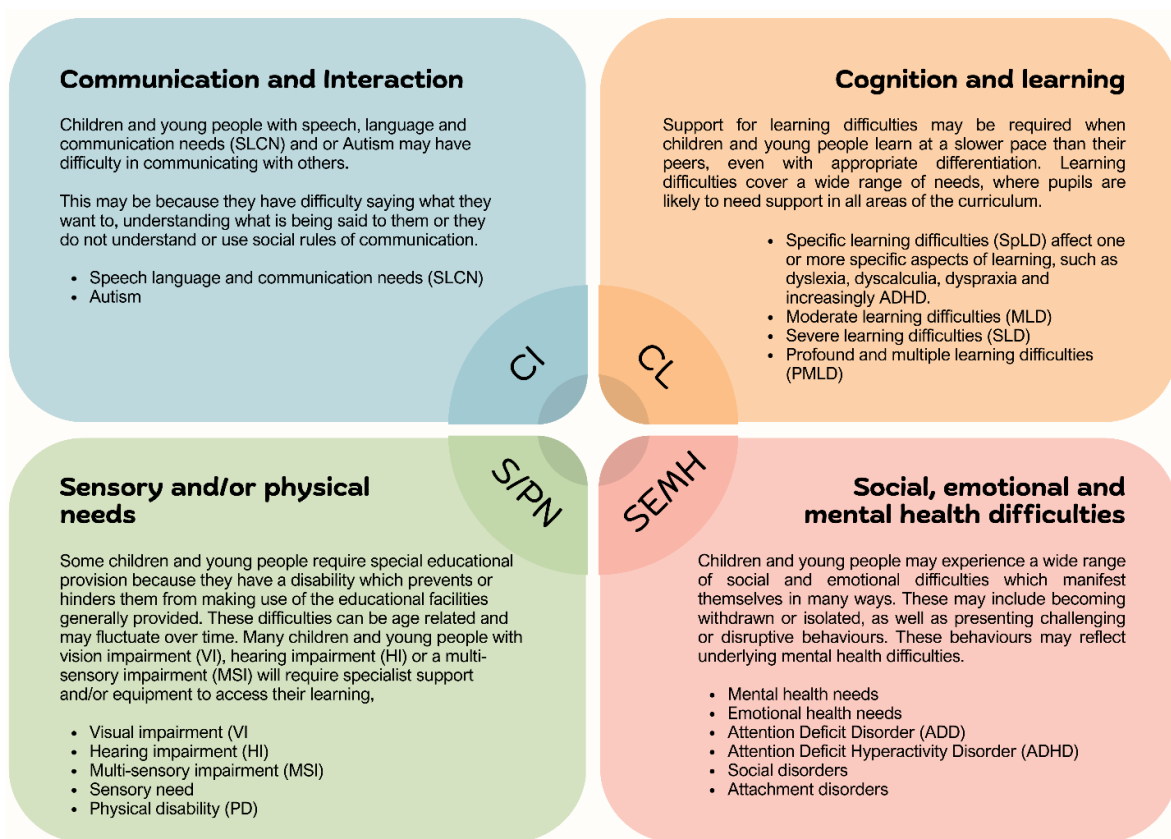 Communication and Interaction
Children and young people with speech, language and
communication needs (SLCN) and or Autism may have
difficulty in communicating with others.
This may be because they have difficulty saying what they
want to, understanding what is being said to them or they
do not understand or use social rules of communication.
• Speech language and communication needs (SLCN)
• Autism
CI
Cognition and learning
Support for learning difficulties may be required when
children and young people learn at a slower pace than their
peers, even with appropriate differentiation. Learning
difficulties cover a wide range of needs, where pupils are
likely to need support in all areas of the curriculum.
• Specific learning difficulties (SpLD) affect one
or more specific aspects of learning, such as
dyslexia, dyscalculia, dyspraxia and
increasingly ADHD.
• Moderate learning difficulties (MLD)
• Severe learning difficulties (SLD)
• Profound and multiple learning difficulties
(PMLD)
CL
Sensory and/or physical
needs
Some children and young people require special educational
provision because they have a disability which prevents or
hinders them from making use of the educational facilities
generally provided. These difficulties can be age related and
may fluctuate over time. Many children and young people with
vision impairment (VI), hearing impairment (HI) or a multi-
sensory impairment (MSI) will require specialist support
and/or equipment to access their learning,
• Visual impairment (VI
• Hearing impairment (HI)
• Multi-sensory impairment (MSI)
• Sensory need
• Physical disability (PD)
S/PN
Social, emotional and
mental health difficulties
Children and young people may experience a wide range
of social and emotional difficulties which manifest
themselves in many ways. These may include becoming
withdrawn or isolated, as well as presenting challenging
or disruptive behaviours. These behaviours may reflect
underlying mental health difficulties.
• Mental health needs
• Emotional health needs
• Attention Deficit Disorder (ADD)
• Attention Deficit Hyperactivity Disorder (ADHD)
• Social disorders
• Attachment disorders
SEMH